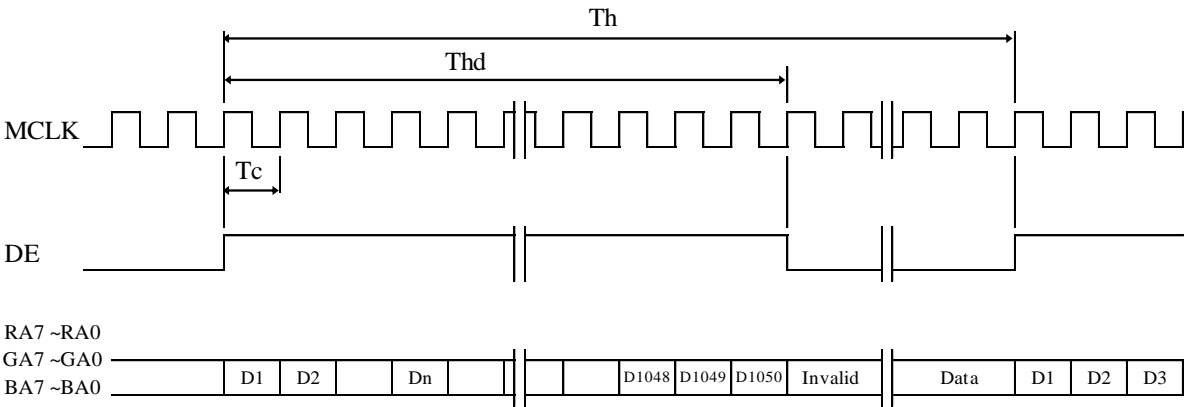 Th
Thd
MCLK
Tc
DE
RA7 ~RA0
GA7 ~GA0
BA7 ~BA0
D1 D2 Dn D1048 D1049 D1050 Invalid Data D1 D2 D3